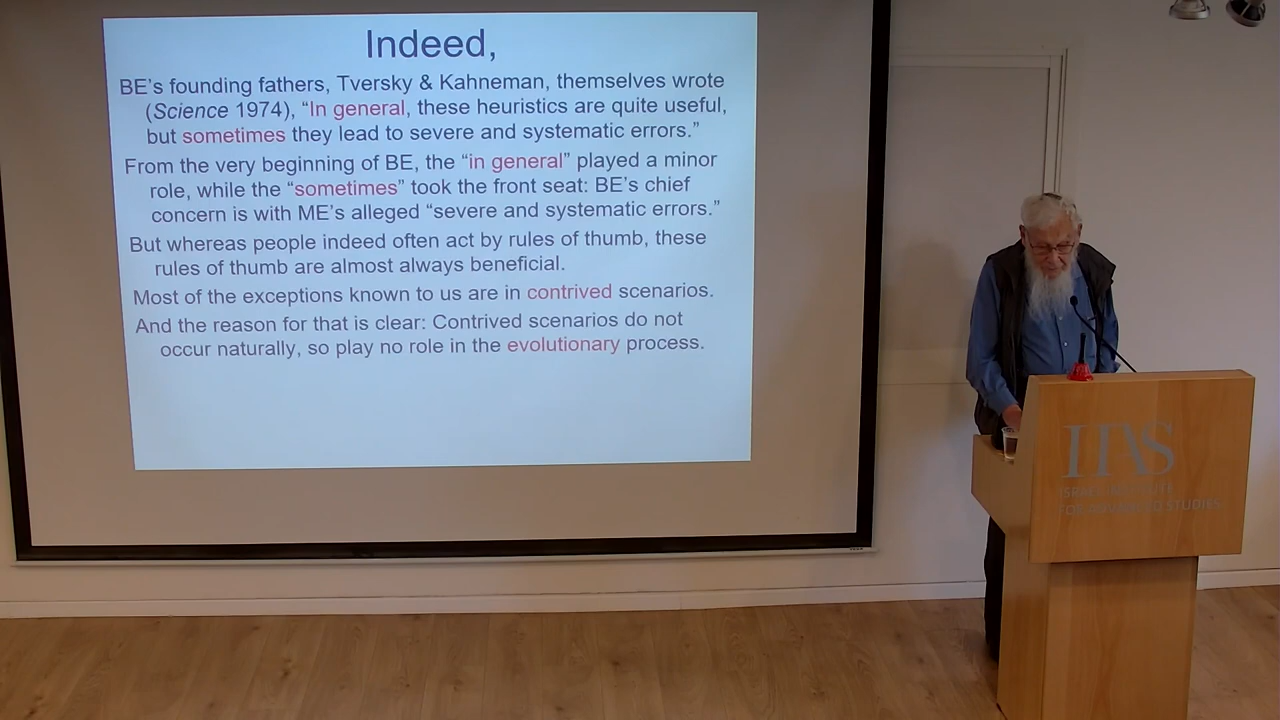 Indeed,
BE's founding fathers, Tversky & Kahneman, themselves wrote
(Science 1974), “In general, these heuristics are quite useful,
but sometimes they lead to severe and systematic errors.”
From the very beginning of BE, the “in general” played a minor
role, while the “sometimes” took the front seat: BE's chief
concern is with ME's alleged “severe and systematic errors.”
But whereas people indeed often act by rules of thumb, these
rules of thumb are almost always beneficial.
Most of the exceptions known to us are in contrived scenarios.
And the reason for that is clear: Contrived scenarios do not
occur naturally, so play no role in the evolutionary process.
IIAS
ISRAEL INSTITUTE
FOR ADVANCED STUDIES